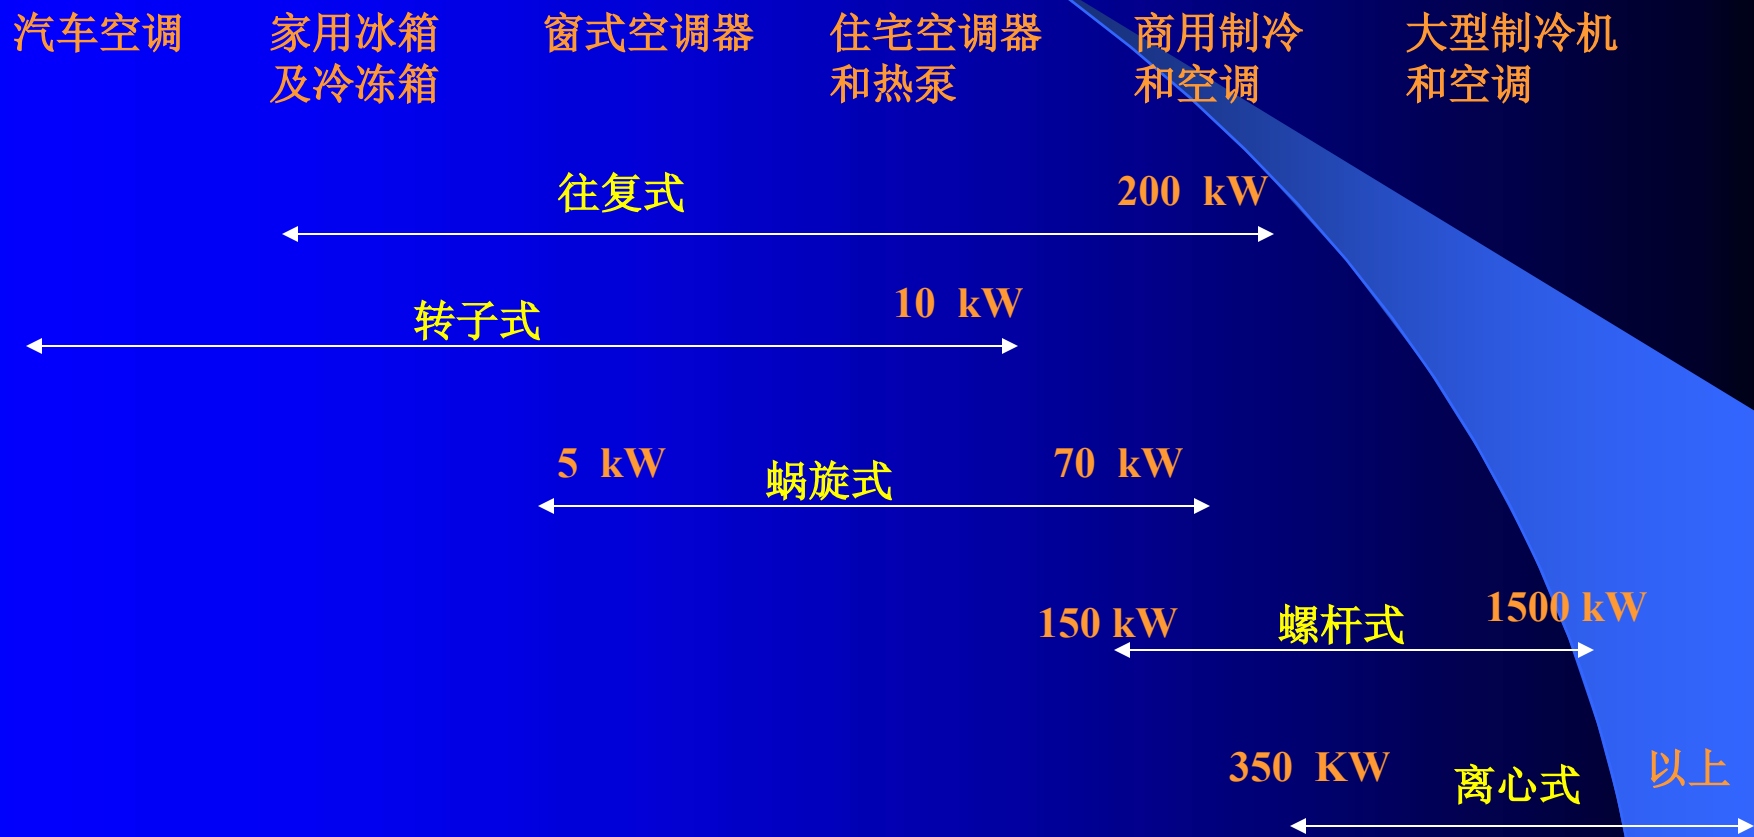 汽车空调
家用冰箱
及冷冻箱
窗式空调器
住宅空调器
和热泵
商用制冷
和空调
大型制冷机
和空调
往复式
200 kW
转子式
10 kW
5 kW
蜗旋式
70 kW
150 kW
螺杆式
1500 kW
350 KW
离心式
以上